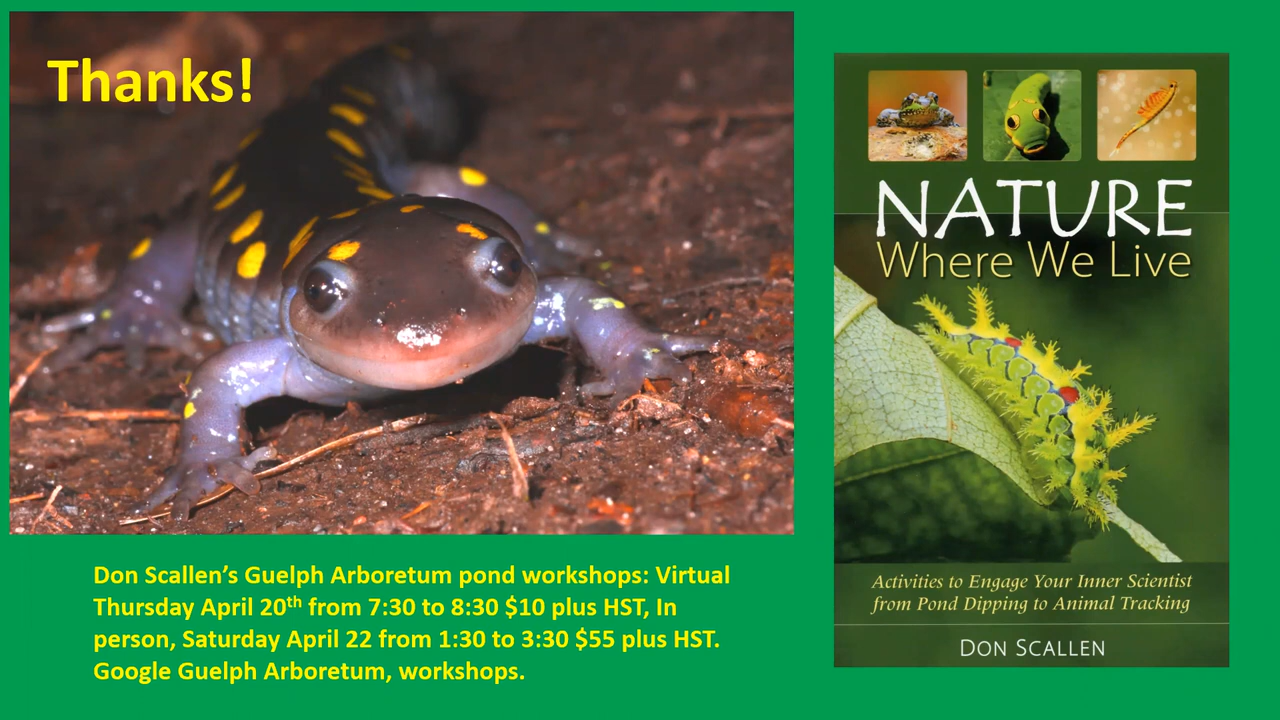 Thanks!
Don Scallen’s Guelph Arboretum pond workshops: Virtual
Thursday April 20th from 7:30 to 8:30 $10 plus HST, In
person, Saturday April 22 from 1:30 to 3:30 $55 plus HST.
Google Guelph Arboretum, workshops.
NATURE
Where We Live
Activities to Engage Your Inner Scientist
from Pond Dipping to Animal Tracking
DON SCALLEN